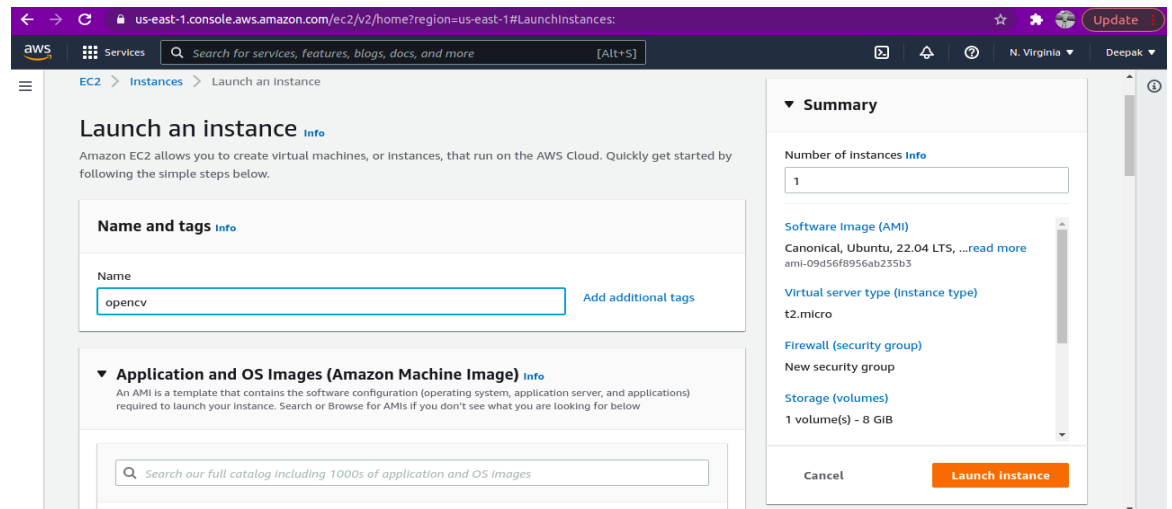 us-east-1.console.aws.amazon.com/ec2/v2/home?region=us-east-1#LaunchInstances:
Update
aws
Services
Search for services, features, blogs, docs, and more
[Alt+S]
N. Virginia
Deepak
EC2 > Instances > Launch an instance
Launch an instance Info
Amazon EC2 allows you to create virtual machines, or instances, that run on the AWS Cloud. Quickly get started by
following the simple steps below.
Name and tags Info
Name
opencv
Add additional tags
Application and OS Images (Amazon Machine Image) Info
An AMI is a template that contains the software configuration (operating system, application server, and applications)
required to launch your instance. Search or Browse for AMIs if you don't see what you are looking for below
Search our full catalog including 1000s of application and OS images
Summary
Number of instances Info
1
Software Image (AMI)
Canonical, Ubuntu, 22.04 LTS, ...read more
ami-09d56f8956ab235b3
Virtual server type (instance type)
t2.micro
Firewall (security group)
New security group
Storage (volumes)
1 volume(s) - 8 GiB
Cancel
Launch instance